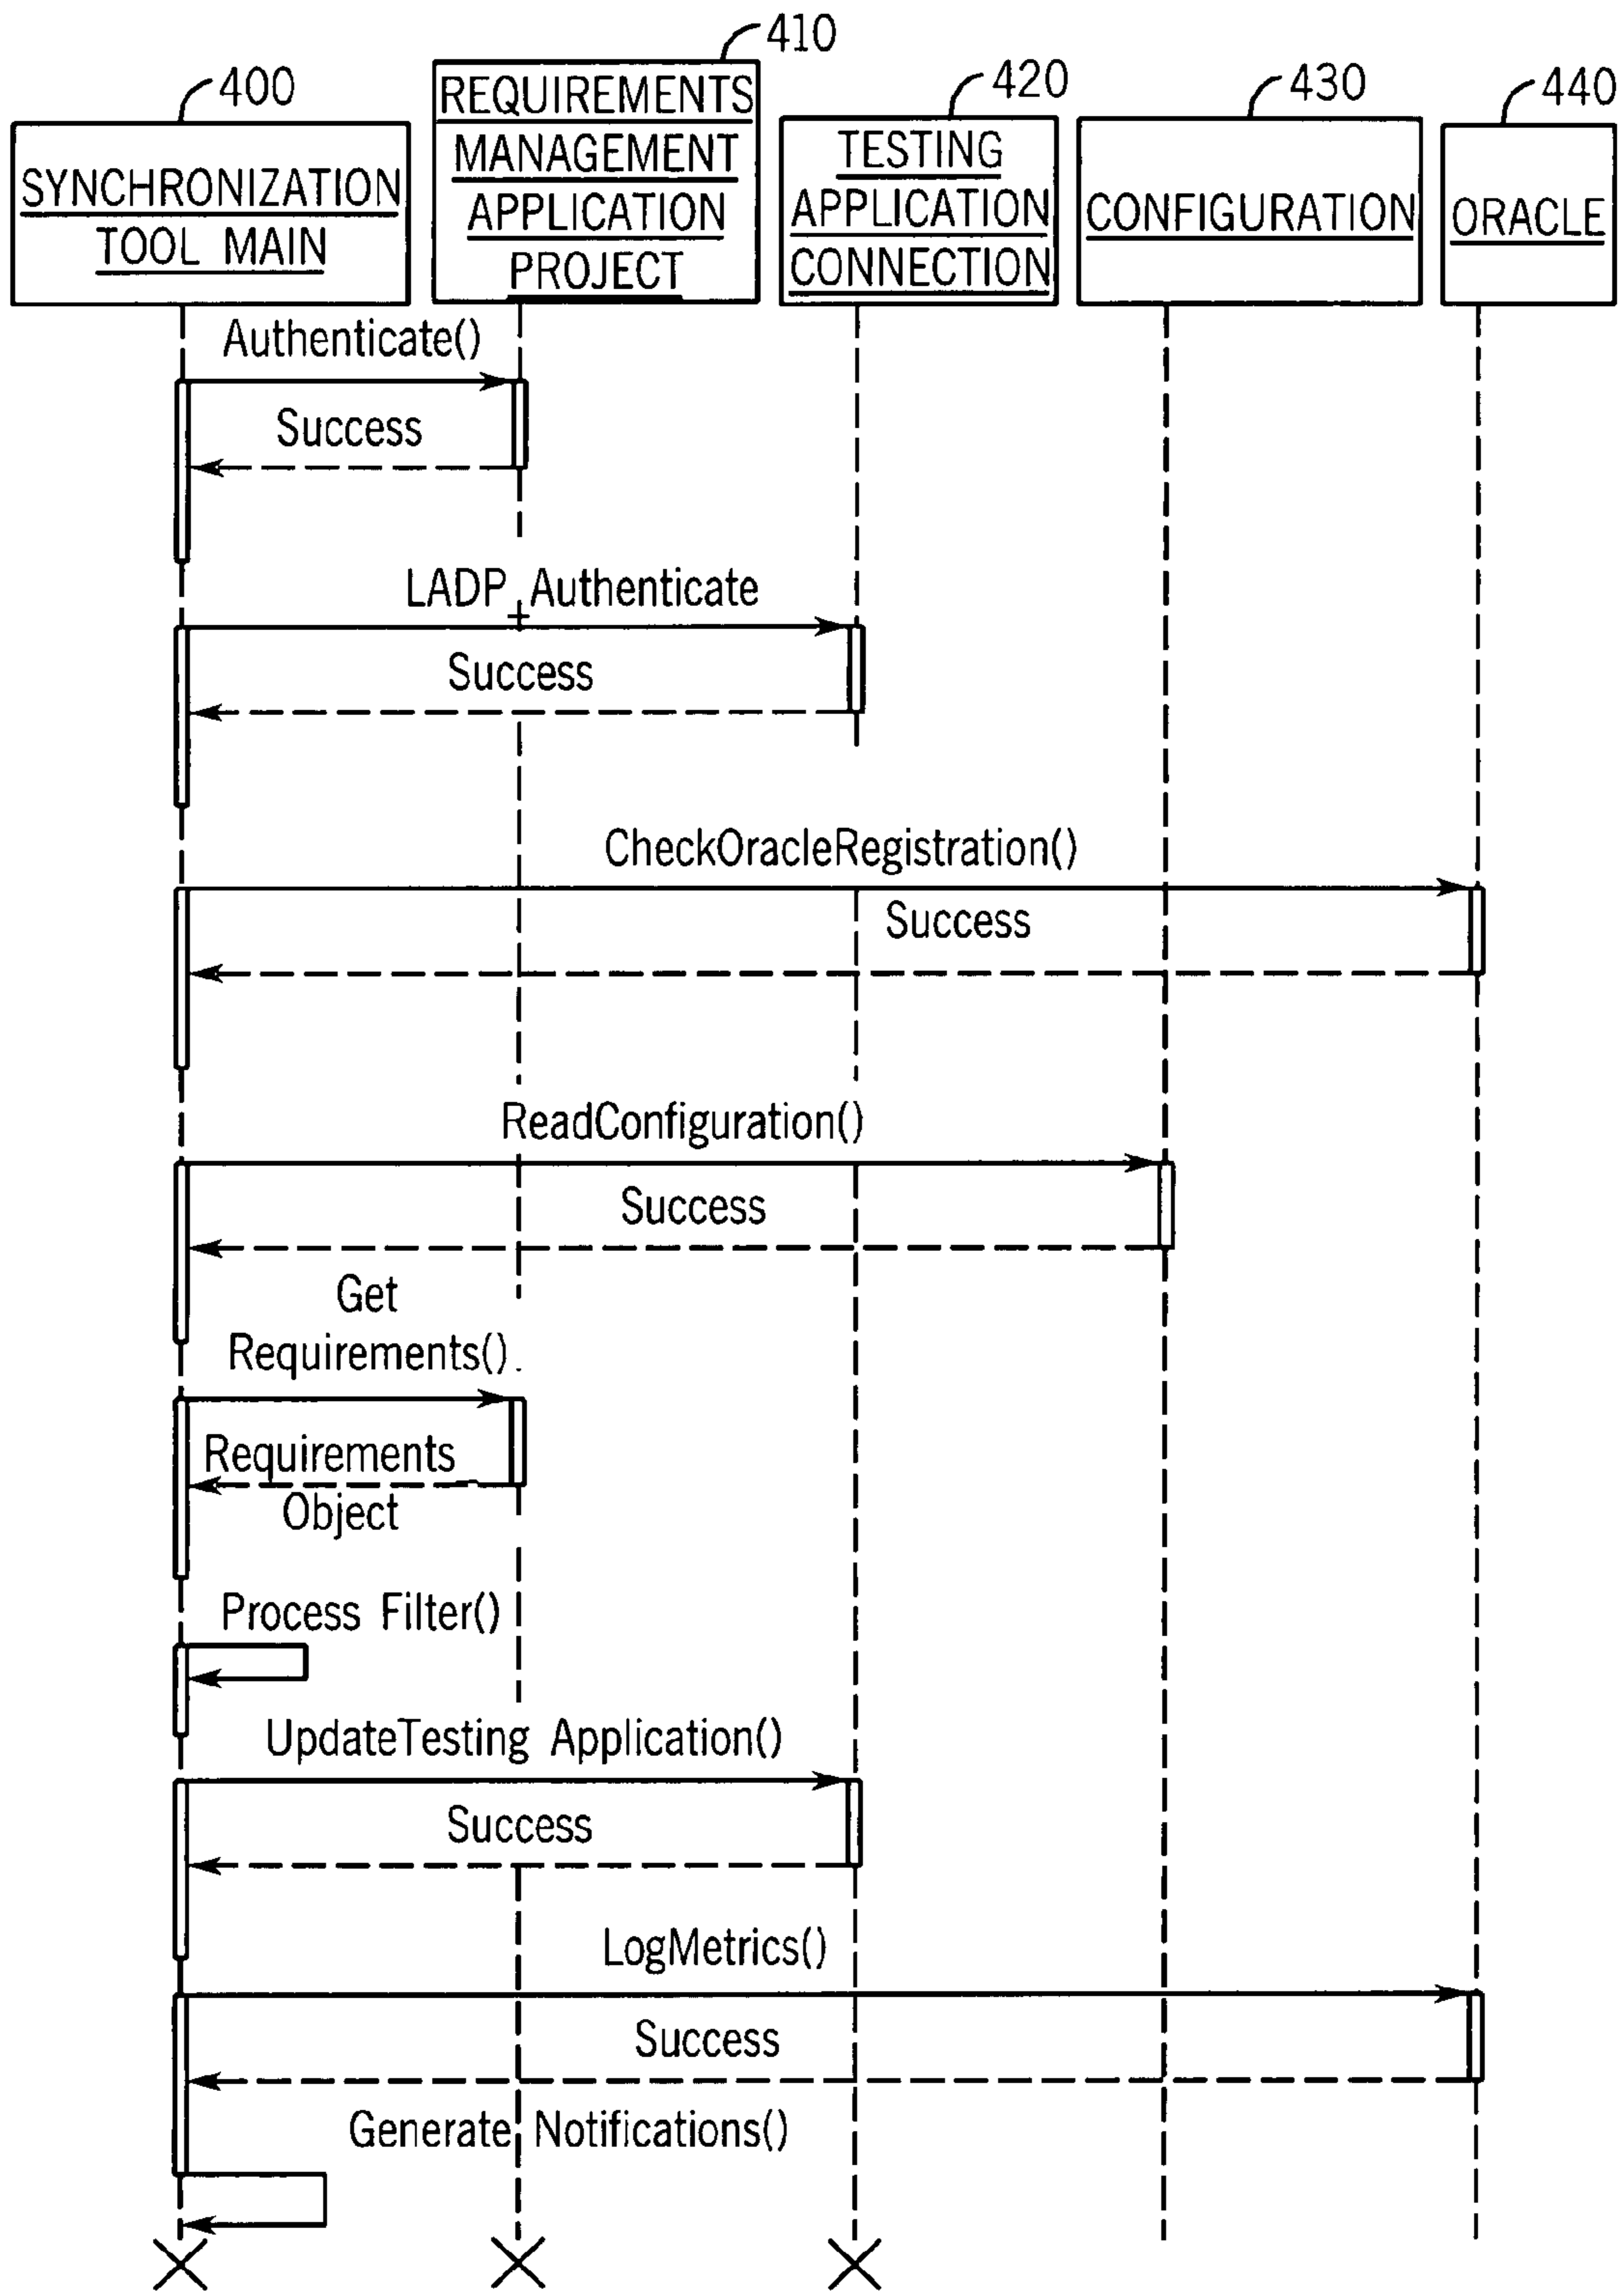 400
410
420
430
440
SYNCHRONIZATION
TOOL MAIN
REQUIREMENTS
MANAGEMENT
APPLICATION
PROJECT
TESTING
APPLICATION
CONNECTION
CONFIGURATION
ORACLE
Authenticate()
Success
LADP Authenticate
Success
CheckOracleRegistration()
Success
ReadConfiguration()
Success
Get
Requirements()
Requirements
Object
Process Filter()
UpdateTesting Application()
Success
LogMetrics()
Success
Generate Notifications()